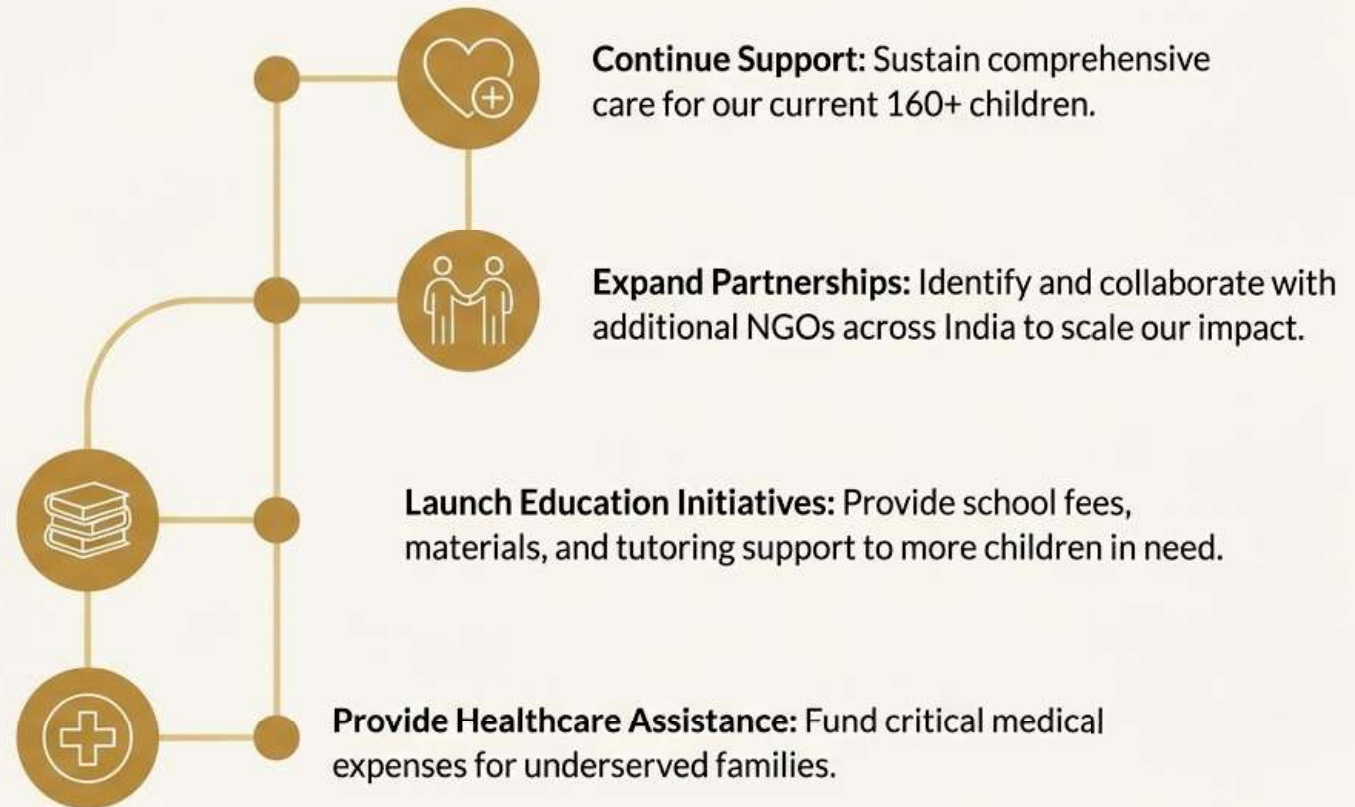 Continue Support: Sustain comprehensive
care for our current 160+ children.
Expand Partnerships: Identify and collaborate with
additional NGOs across India to scale our impact.
Launch Education Initiatives: Provide school fees,
materials, and tutoring support to more children in need.
Provide Healthcare Assistance: Fund critical medical
expenses for underserved families.